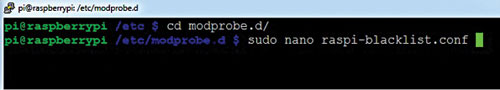 pi@raspberrypi: /etc/modprobe.d
pi@raspberrypi /etc $ cd modprobe.d/
pi@raspberrypi /etc/modprobe.d $ sudo nano raspi-blacklist.conf